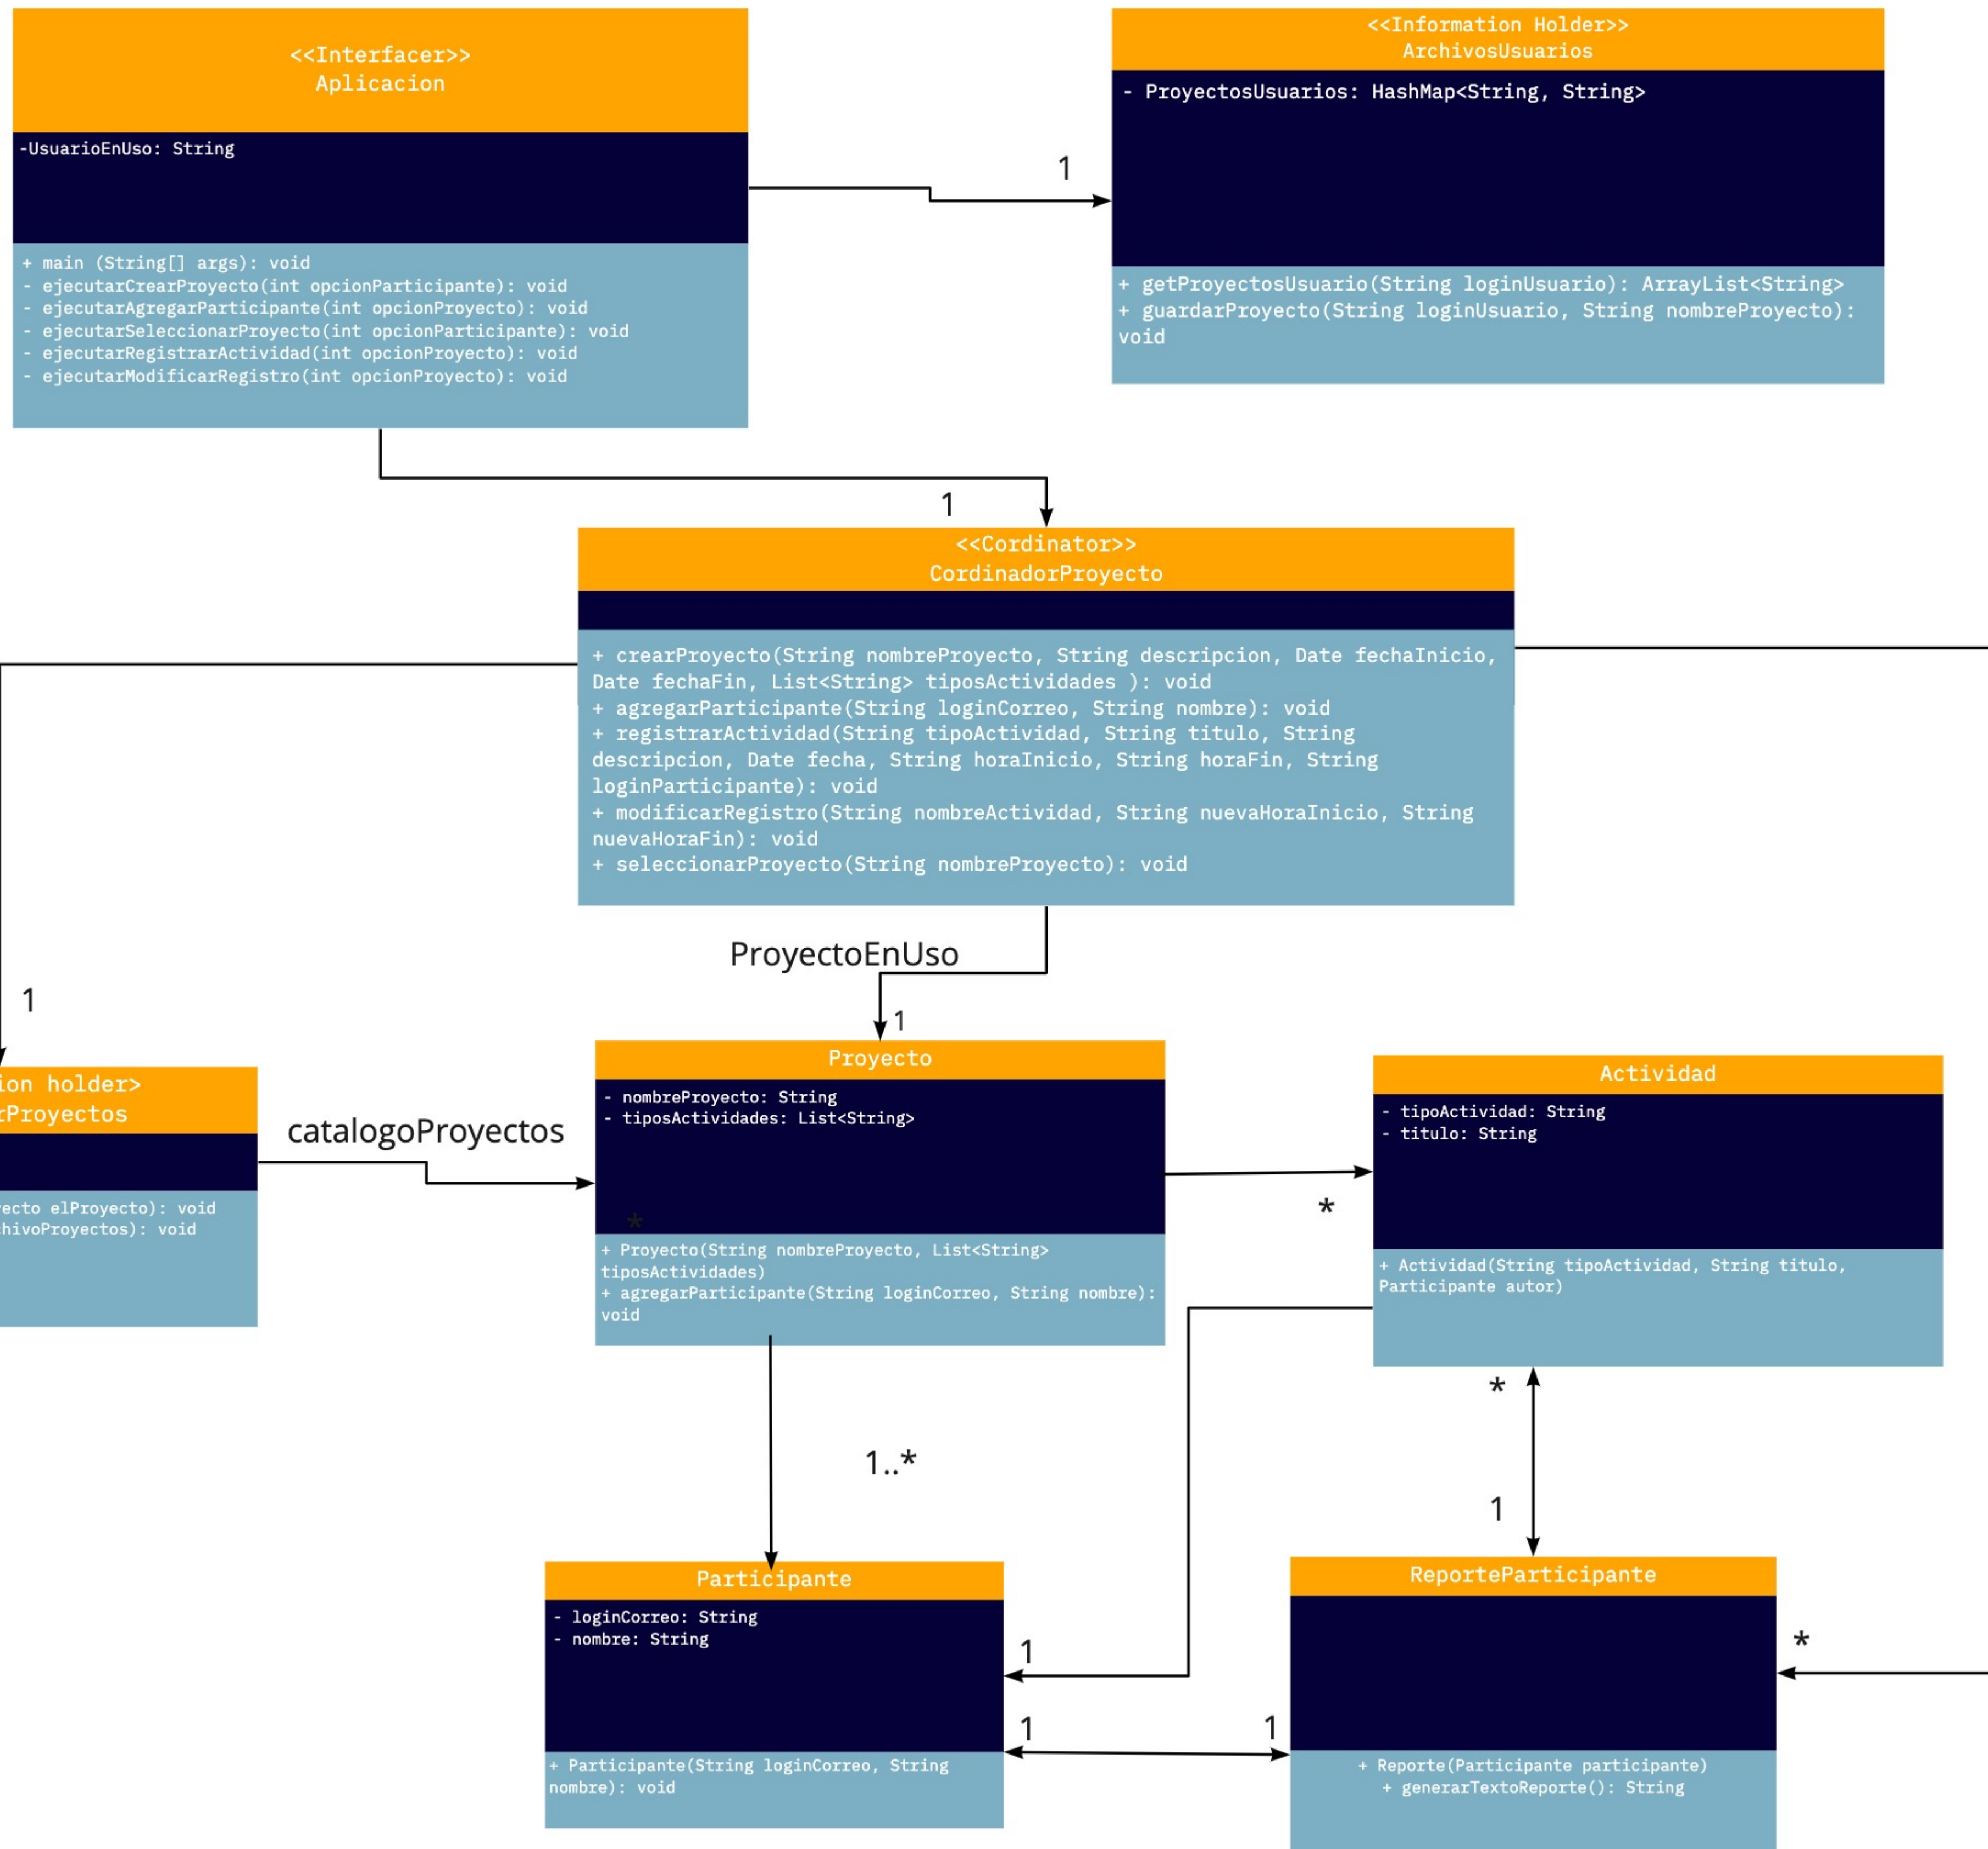 <<Interfacer>>
Aplicacion
-UsuarioEnUso: String
+ main (String[] args): void
- ejecutarCrearProyecto(int opcionParticipante): void
- ejecutarAgregarParticipante(int opcionProyecto): void
- ejecutarSeleccionarProyecto(int opcionParticipante): void
- ejecutarRegistrarActividad(int opcionProyecto): void
- ejecutarModificarRegistro(int opcionProyecto): void
1
<<Information Holder>>
ArchivosUsuarios
- ProyectosUsuarios: HashMap<String, String>
+ getProyectosUsuario(String loginUsuario): ArrayList<String>
+ guardarProyecto(String loginUsuario, String nombreProyecto):
void
1
<<Cordinator>>
CordinadorProyecto
+ crearProyecto(String nombreProyecto, String descripcion, Date fechaInicio,
Date fechaFin, List<String> tiposActividades ): void
+ agregarParticipante(String loginCorreo, String nombre): void
+ registrarActividad(String tipoActividad, String titulo, String
descripcion, Date fecha, String horaInicio, String horaFin, String
loginParticipante): void
+ modificarRegistro(String nombreActividad, String nuevaHoraInicio, String
nuevaHoraFin): void
+ seleccionarProyecto(String nombreProyecto): void
ProyectoEnUso
1
1
ion holder>
rProyectos
ecto elProyecto): void
hivoProyectos): void
catalogoProyectos
*
Proyecto
- nombreProyecto: String
- tiposActividades: List<String>
+ Proyecto(String nombreProyecto, List<String>
tiposActividades)
+ agregarParticipante(String loginCorreo, String nombre):
void
*
Actividad
- tipoActividad: String
- titulo: String
+ Actividad(String tipoActividad, String titulo,
Participante autor)
1..*
*
1
Participante
- loginCorreo: String
- nombre: String
+ Participante(String loginCorreo, String
nombre): void
1
1
1
ReporteParticipante
+ Reporte(Participante participante)
+ generarTextoReporte(): String
*